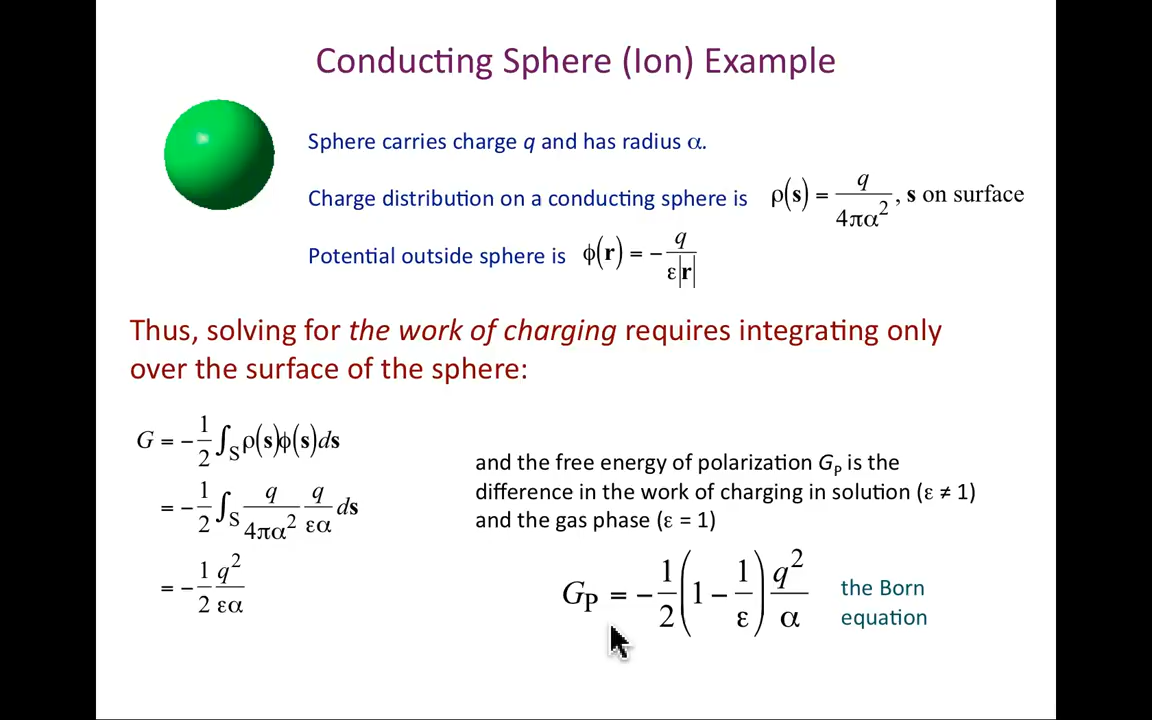 Conducting Sphere (Ion) Example
Sphere carries charge q and has radius α.
Charge distribution on a conducting sphere is ρ(s) = q / 4πα², s on surface
Potential outside sphere is ϕ(r) = − q / ε|r|
Thus, solving for the work of charging requires integrating only
over the surface of the sphere:
G = − 1/2 ∫S ρ(s)ϕ(s)ds
= − 1/2 ∫S q/4πα² q/εα ds
= − 1/2 q²/εα
and the free energy of polarization GP is the
difference in the work of charging in solution (ε ≠ 1)
and the gas phase (ε = 1)
GP = − 1/2 (1 − 1/ε) q²/α
the Born
equation